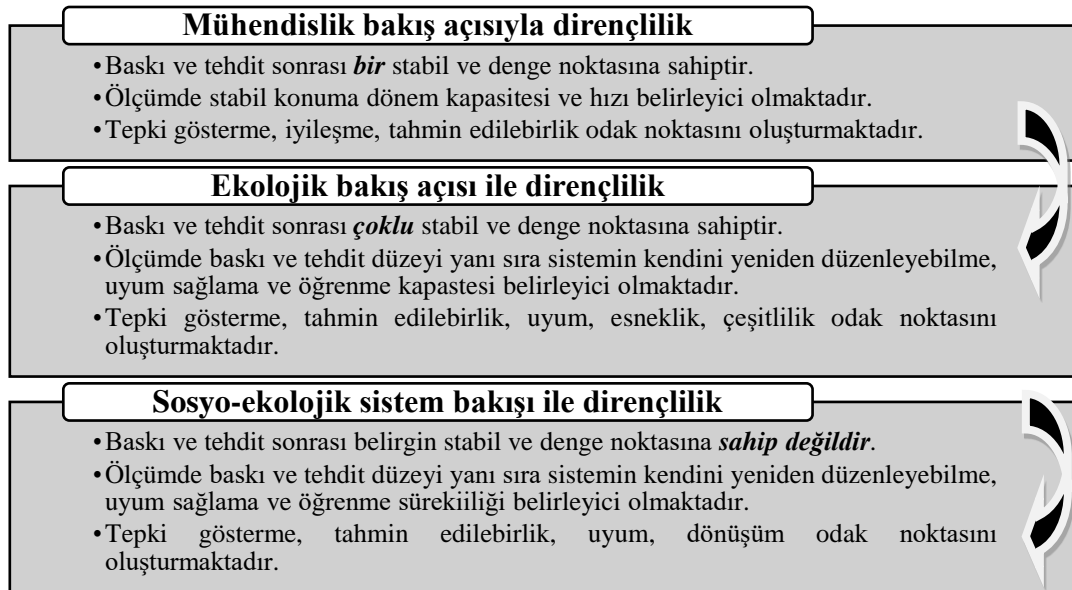 Mühendislik bakış açısıyla dirençlilik
•Baskı ve tehdit sonrası bir stabil ve denge noktasına sahiptir.
•Ölçümde stabil konuma dönem kapasitesi ve hızı belirleyici olmaktadır.
•Tepki gösterme, iyileşme, tahmin edilebirlik odak noktasını oluşturmaktadır.
Ekolojik bakış açısı ile dirençlilik
•Baskı ve tehdit sonrası çoklu stabil ve denge noktasına sahiptir.
•Ölçümde baskı ve tehdit düzeyi yanı sıra sistemin kendini yeniden düzenleyebilme,
uyum sağlama ve öğrenme kapastesi belirleyici olmaktadır.
•Tepki gösterme, tahmin edilebirlik, uyum, esneklik, çeşitlilik odak noktasını
oluşturmaktadır.
Sosyo-ekolojik sistem bakışı ile dirençlilik
•Baskı ve tehdit sonrası belirgin stabil ve denge noktasına sahip değildir.
•Ölçümde baskı ve tehdit düzeyi yanı sıra sistemin kendini yeniden düzenleyebilme,
uyum sağlama ve öğrenme sürekiiliği belirleyici olmaktadır.
•Tepki gösterme, tahmin edilebirlik, uyum, dönüşüm odak noktasını
oluşturmaktadır.